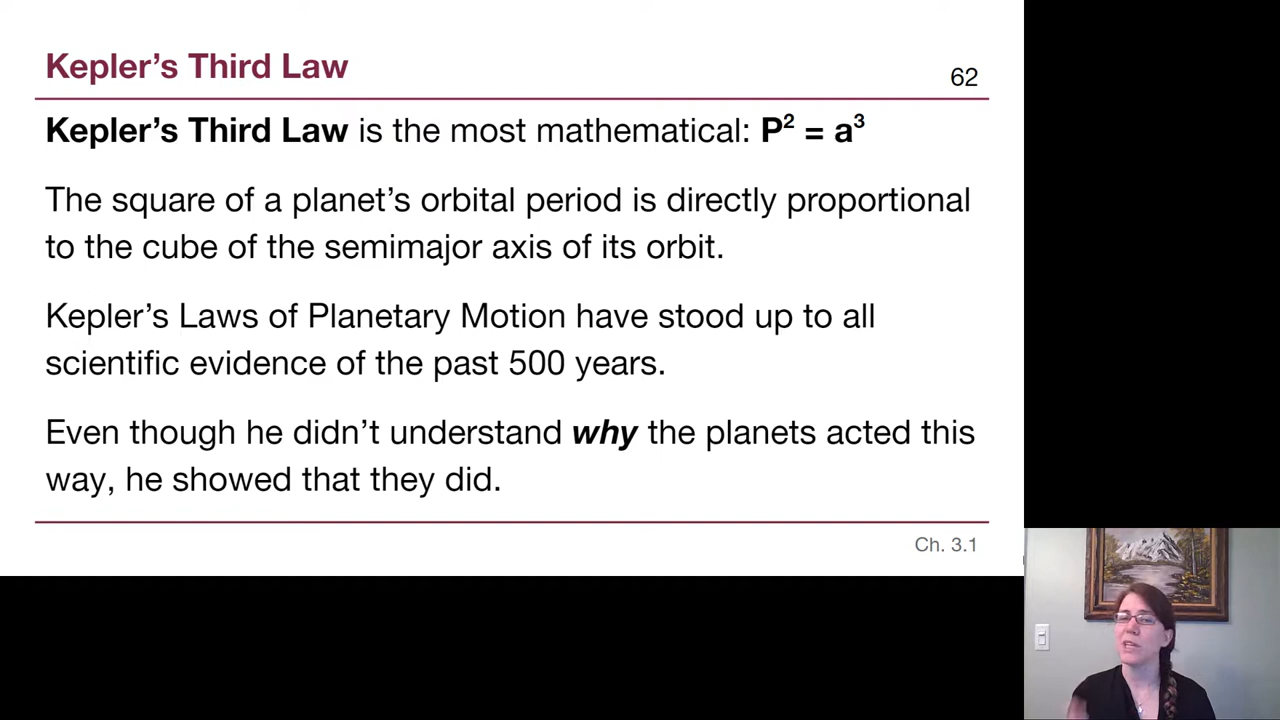 Kepler’s Third Law
62
Kepler’s Third Law is the most mathematical: P² = a³
The square of a planet’s orbital period is directly proportional
to the cube of the semimajor axis of its orbit.
Kepler’s Laws of Planetary Motion have stood up to all
scientific evidence of the past 500 years.
Even though he didn’t understand why the planets acted this
way, he showed that they did.
Ch. 3.1